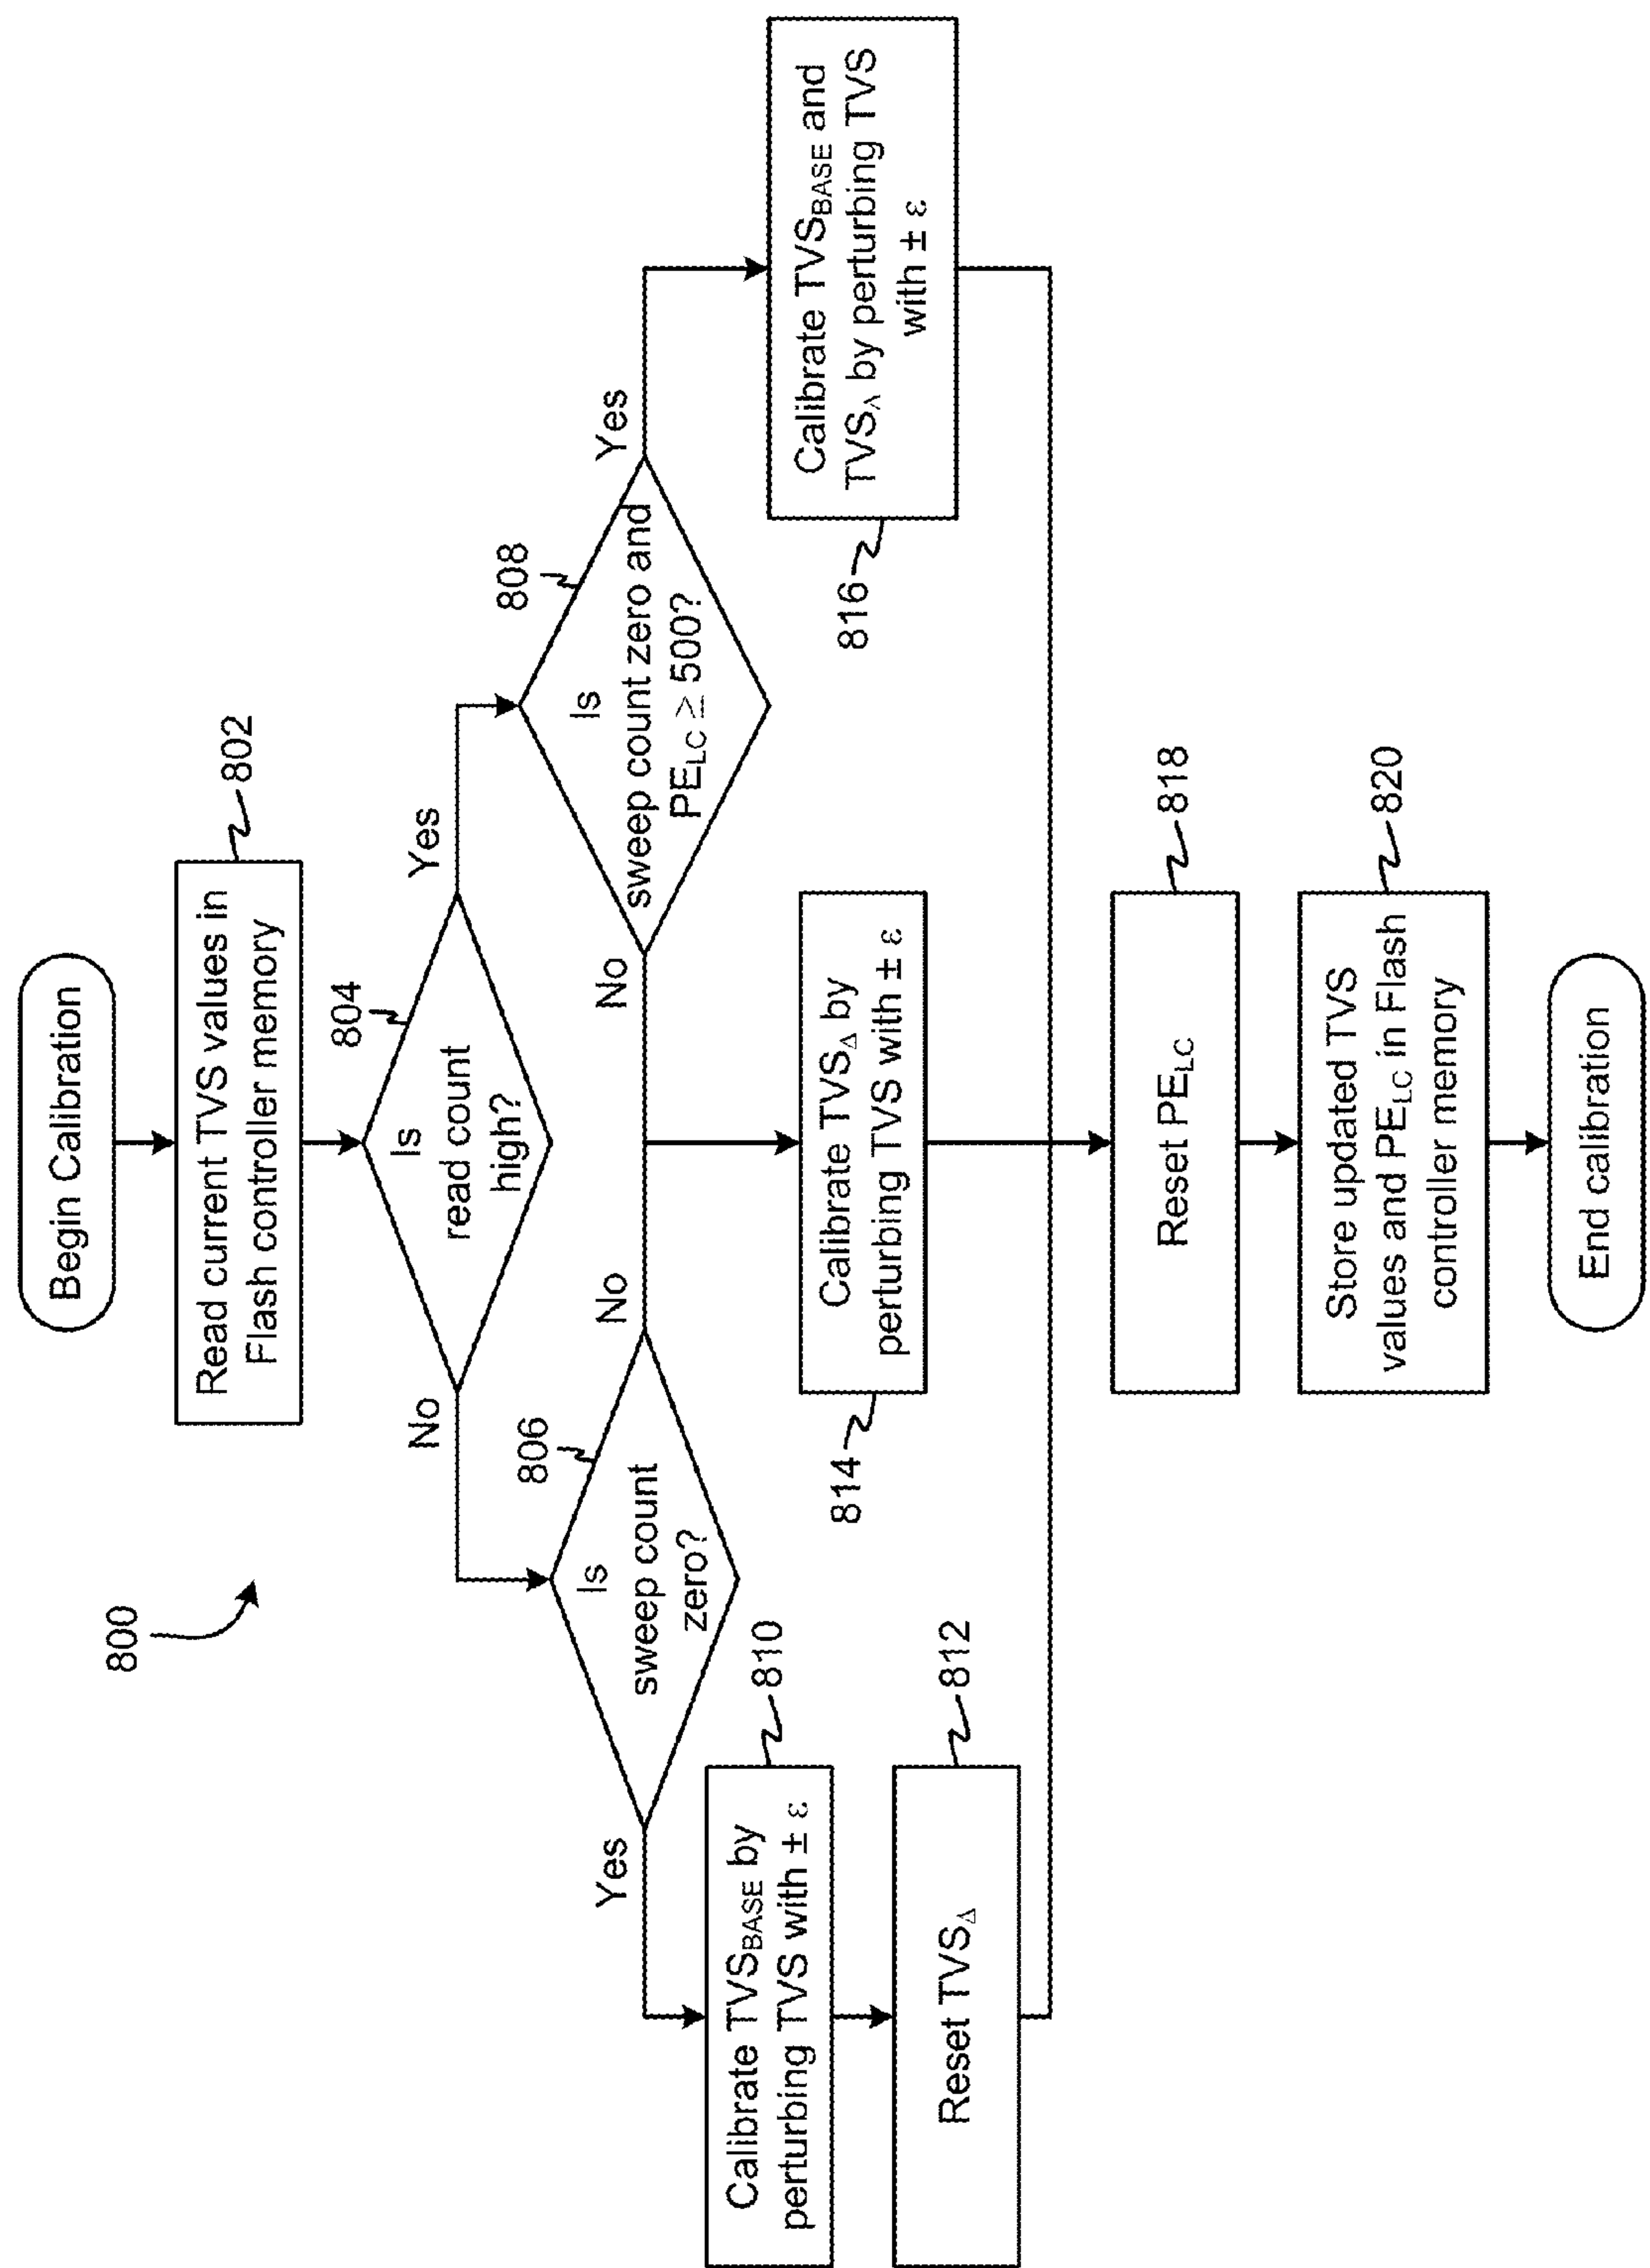 800
Begin Calibration
Read current TVS values in
Flash controller memory
802
804
Is
read count
high?
No
Yes
806
Is
sweep count
zero?
Yes
No
808
Is
sweep count zero and
PE_LC ≥ 500?
No
Yes
Calibrate TVS_BASE by
perturbing TVS with ± ε
810
Reset TVS_Δ
812
Calibrate TVS_Δ by
perturbing TVS with ± ε
814
Calibrate TVS_BASE and
TVS_Δ by perturbing TVS
with ± ε
816
Reset PE_LC
818
Store updated TVS
values and PE_LC in Flash
controller memory
820
End calibration